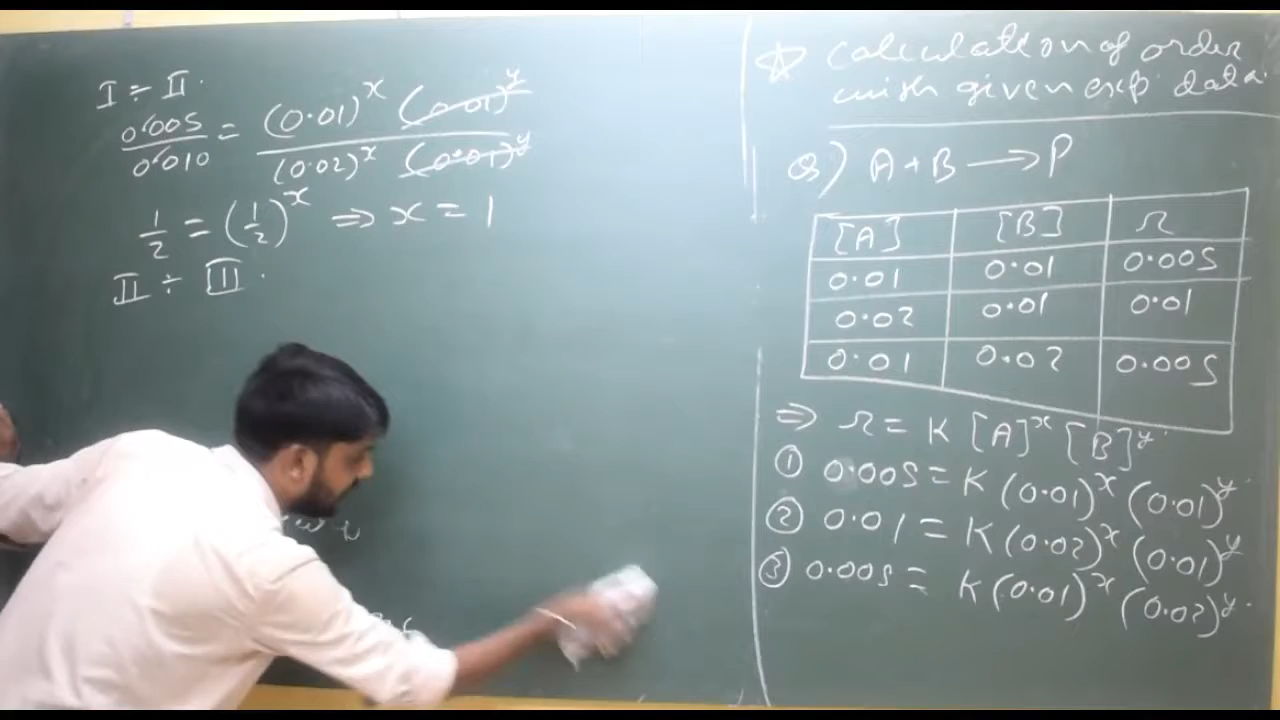 I ÷ II.
0.005 / 0.010 = (0.01)^x (0.01)^y / (0.02)^x (0.01)^y
1/2 = (1/2)^x ⇒ x = 1
II ÷ III.
☆ Calculation of order
with given exp. data.
Q) A + B → P
[A] [B] r
0.01 0.01 0.005
0.02 0.01 0.01
0.01 0.02 0.005
⇒ r = K [A]^x [B]^y.
① 0.005 = K (0.01)^x (0.01)^y.
② 0.01 = K (0.02)^x (0.01)^y
③ 0.005 = K (0.01)^x (0.02)^y.